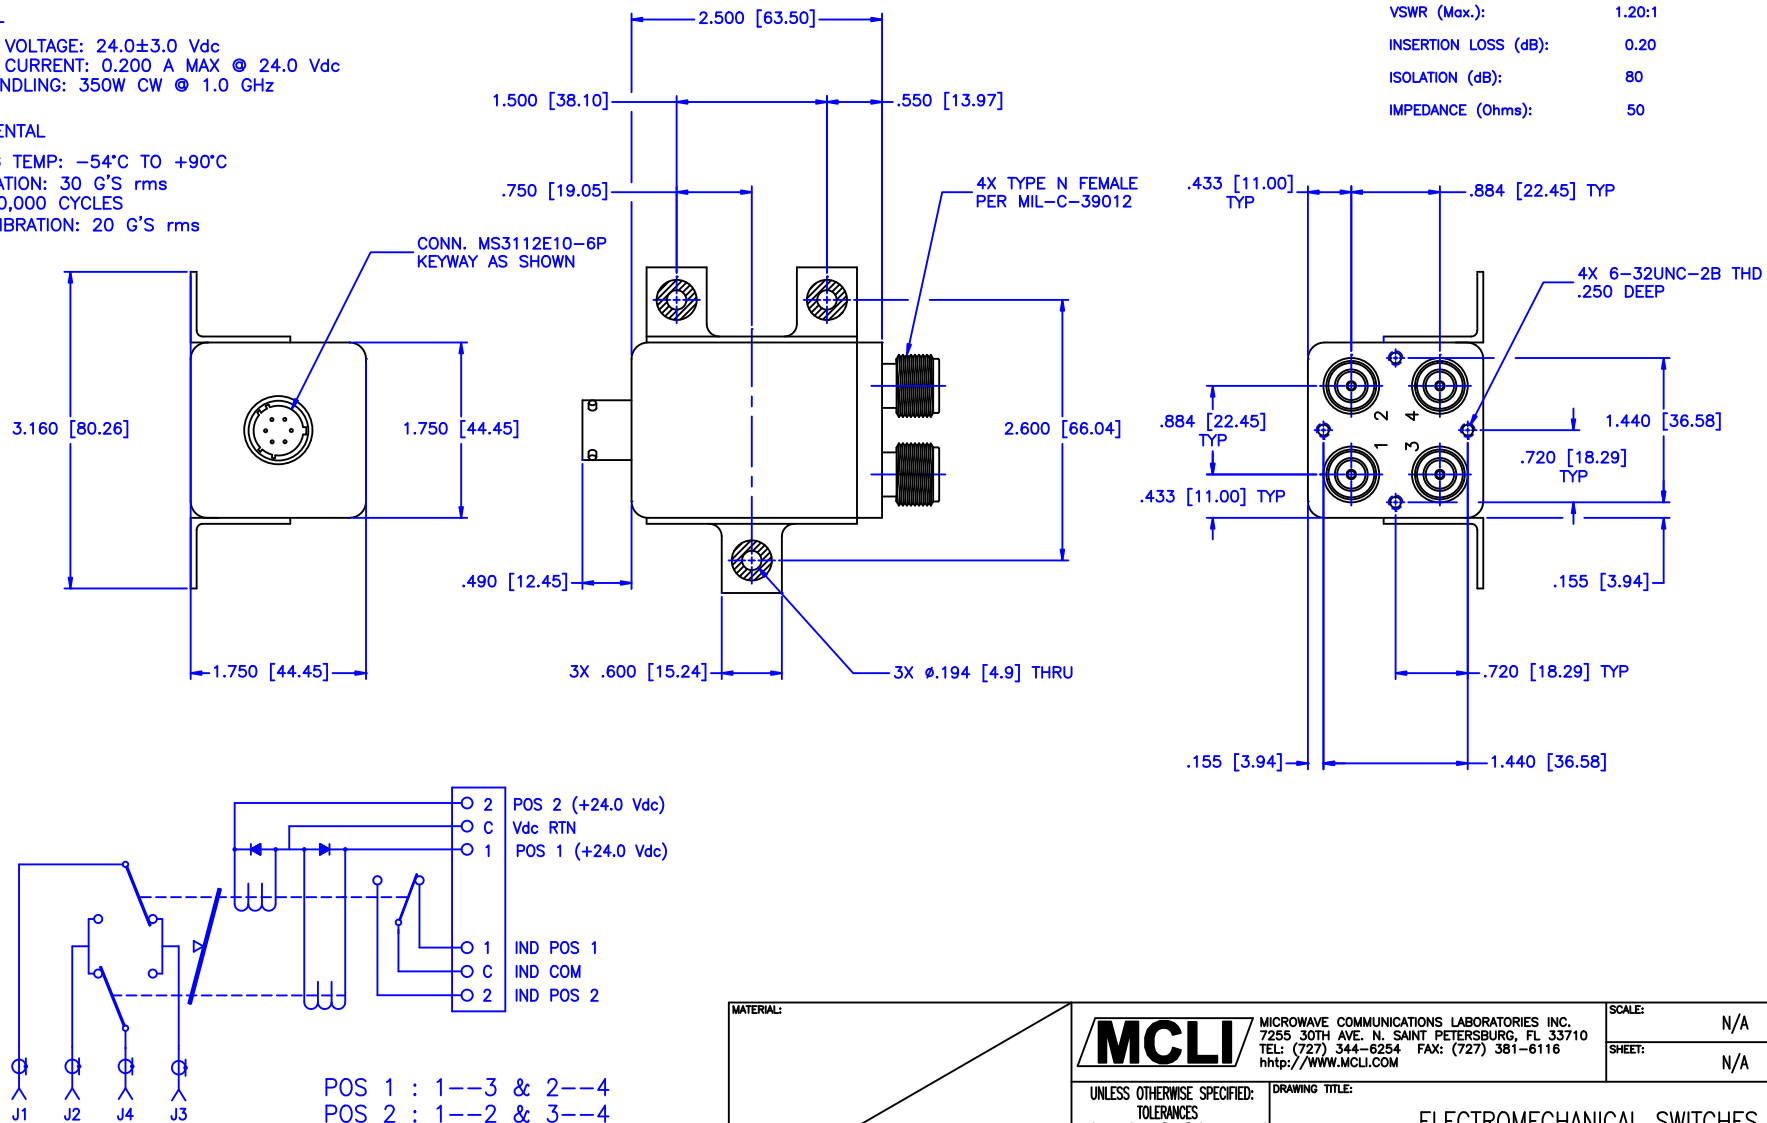 VOLTAGE: 24.0±3.0 Vdc
CURRENT: 0.200 A MAX @ 24.0 Vdc
NDLING: 350W CW @ 1.0 GHz
ENTAL
TEMP: -54°C TO +90°C
ATION: 30 G'S rms
0,000 CYCLES
IBRATION: 20 G'S rms
VSWR (Max.): 1.20:1
INSERTION LOSS (dB): 0.20
ISOLATION (dB): 80
IMPEDANCE (Ohms): 50
2.500 [63.50]
1.500 [38.10]
.550 [13.97]
.750 [19.05]
4X TYPE N FEMALE
PER MIL-C-39012
.433 [11.00]
TYP
.884 [22.45] TYP
CONN. MS3112E10-6P
KEYWAY AS SHOWN
4X 6-32UNC-2B THD
.250 DEEP
3.160 [80.26]
1.750 [44.45]
2.600 [66.04]
.884 [22.45]
TYP
2 4
1 3
1.440 [36.58]
.720 [18.29]
TYP
.433 [11.00] TYP
.490 [12.45]
.155 [3.94]
1.750 [44.45]
3X .600 [15.24]
3X ø.194 [4.9] THRU
.720 [18.29] TYP
.155 [3.94]
1.440 [36.58]
2 POS 2 (+24.0 Vdc)
C Vdc RTN
1 POS 1 (+24.0 Vdc)
1 IND POS 1
C IND COM
2 IND POS 2
J1 J2 J4 J3
POS 1 : 1--3 & 2--4
POS 2 : 1--2 & 3--4
MATERIAL:
MCLI
MICROWAVE COMMUNICATIONS LABORATORIES INC.
7255 30TH AVE. N. SAINT PETERSBURG, FL 33710
TEL: (727) 344-6254 FAX: (727) 381-6116
hhtp://WWW.MCLI.COM
SCALE:
N/A
SHEET:
N/A
UNLESS OTHERWISE SPECIFIED:
TOLERANCES
DRAWING TITLE:
ELECTROMECHANICAL SWITCHES